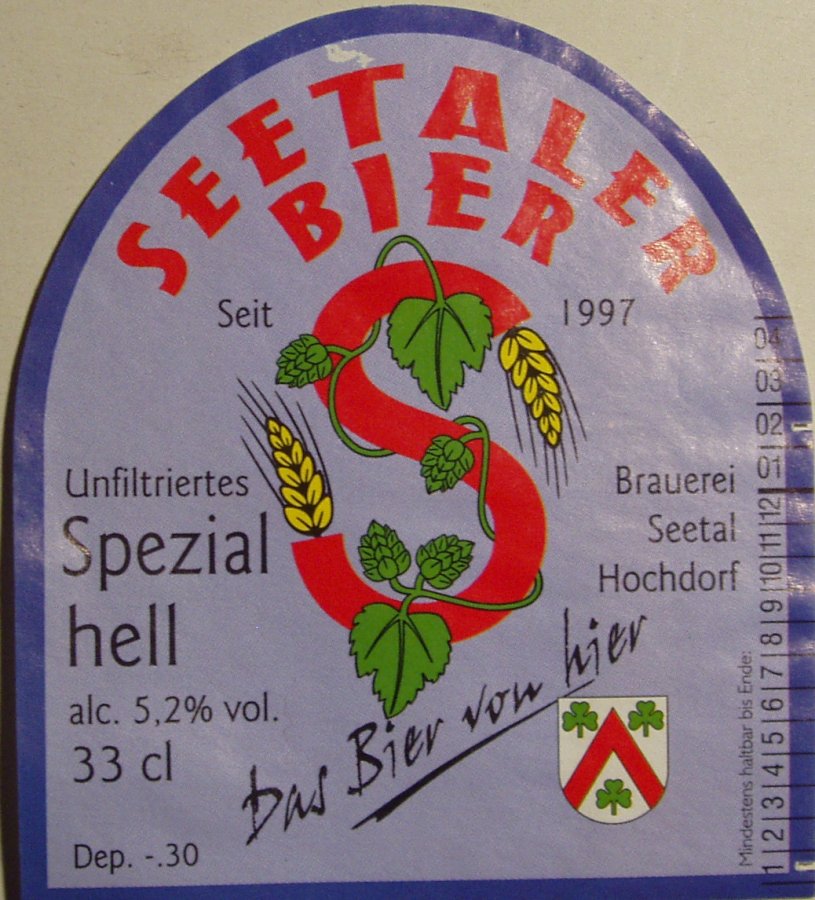 SEETALER
BIER
Seit 1997
S
Unfiltriertes
Spezial
hell
alc. 5,2% vol.
33 cl
Dep. -.30
Brauerei
Seetal
Hochdorf
Das Bier von hier
Mindestens haltbar bis Ende:
1|2|3|4|5|6|7|8|9|10|11|12|01|02|03|04